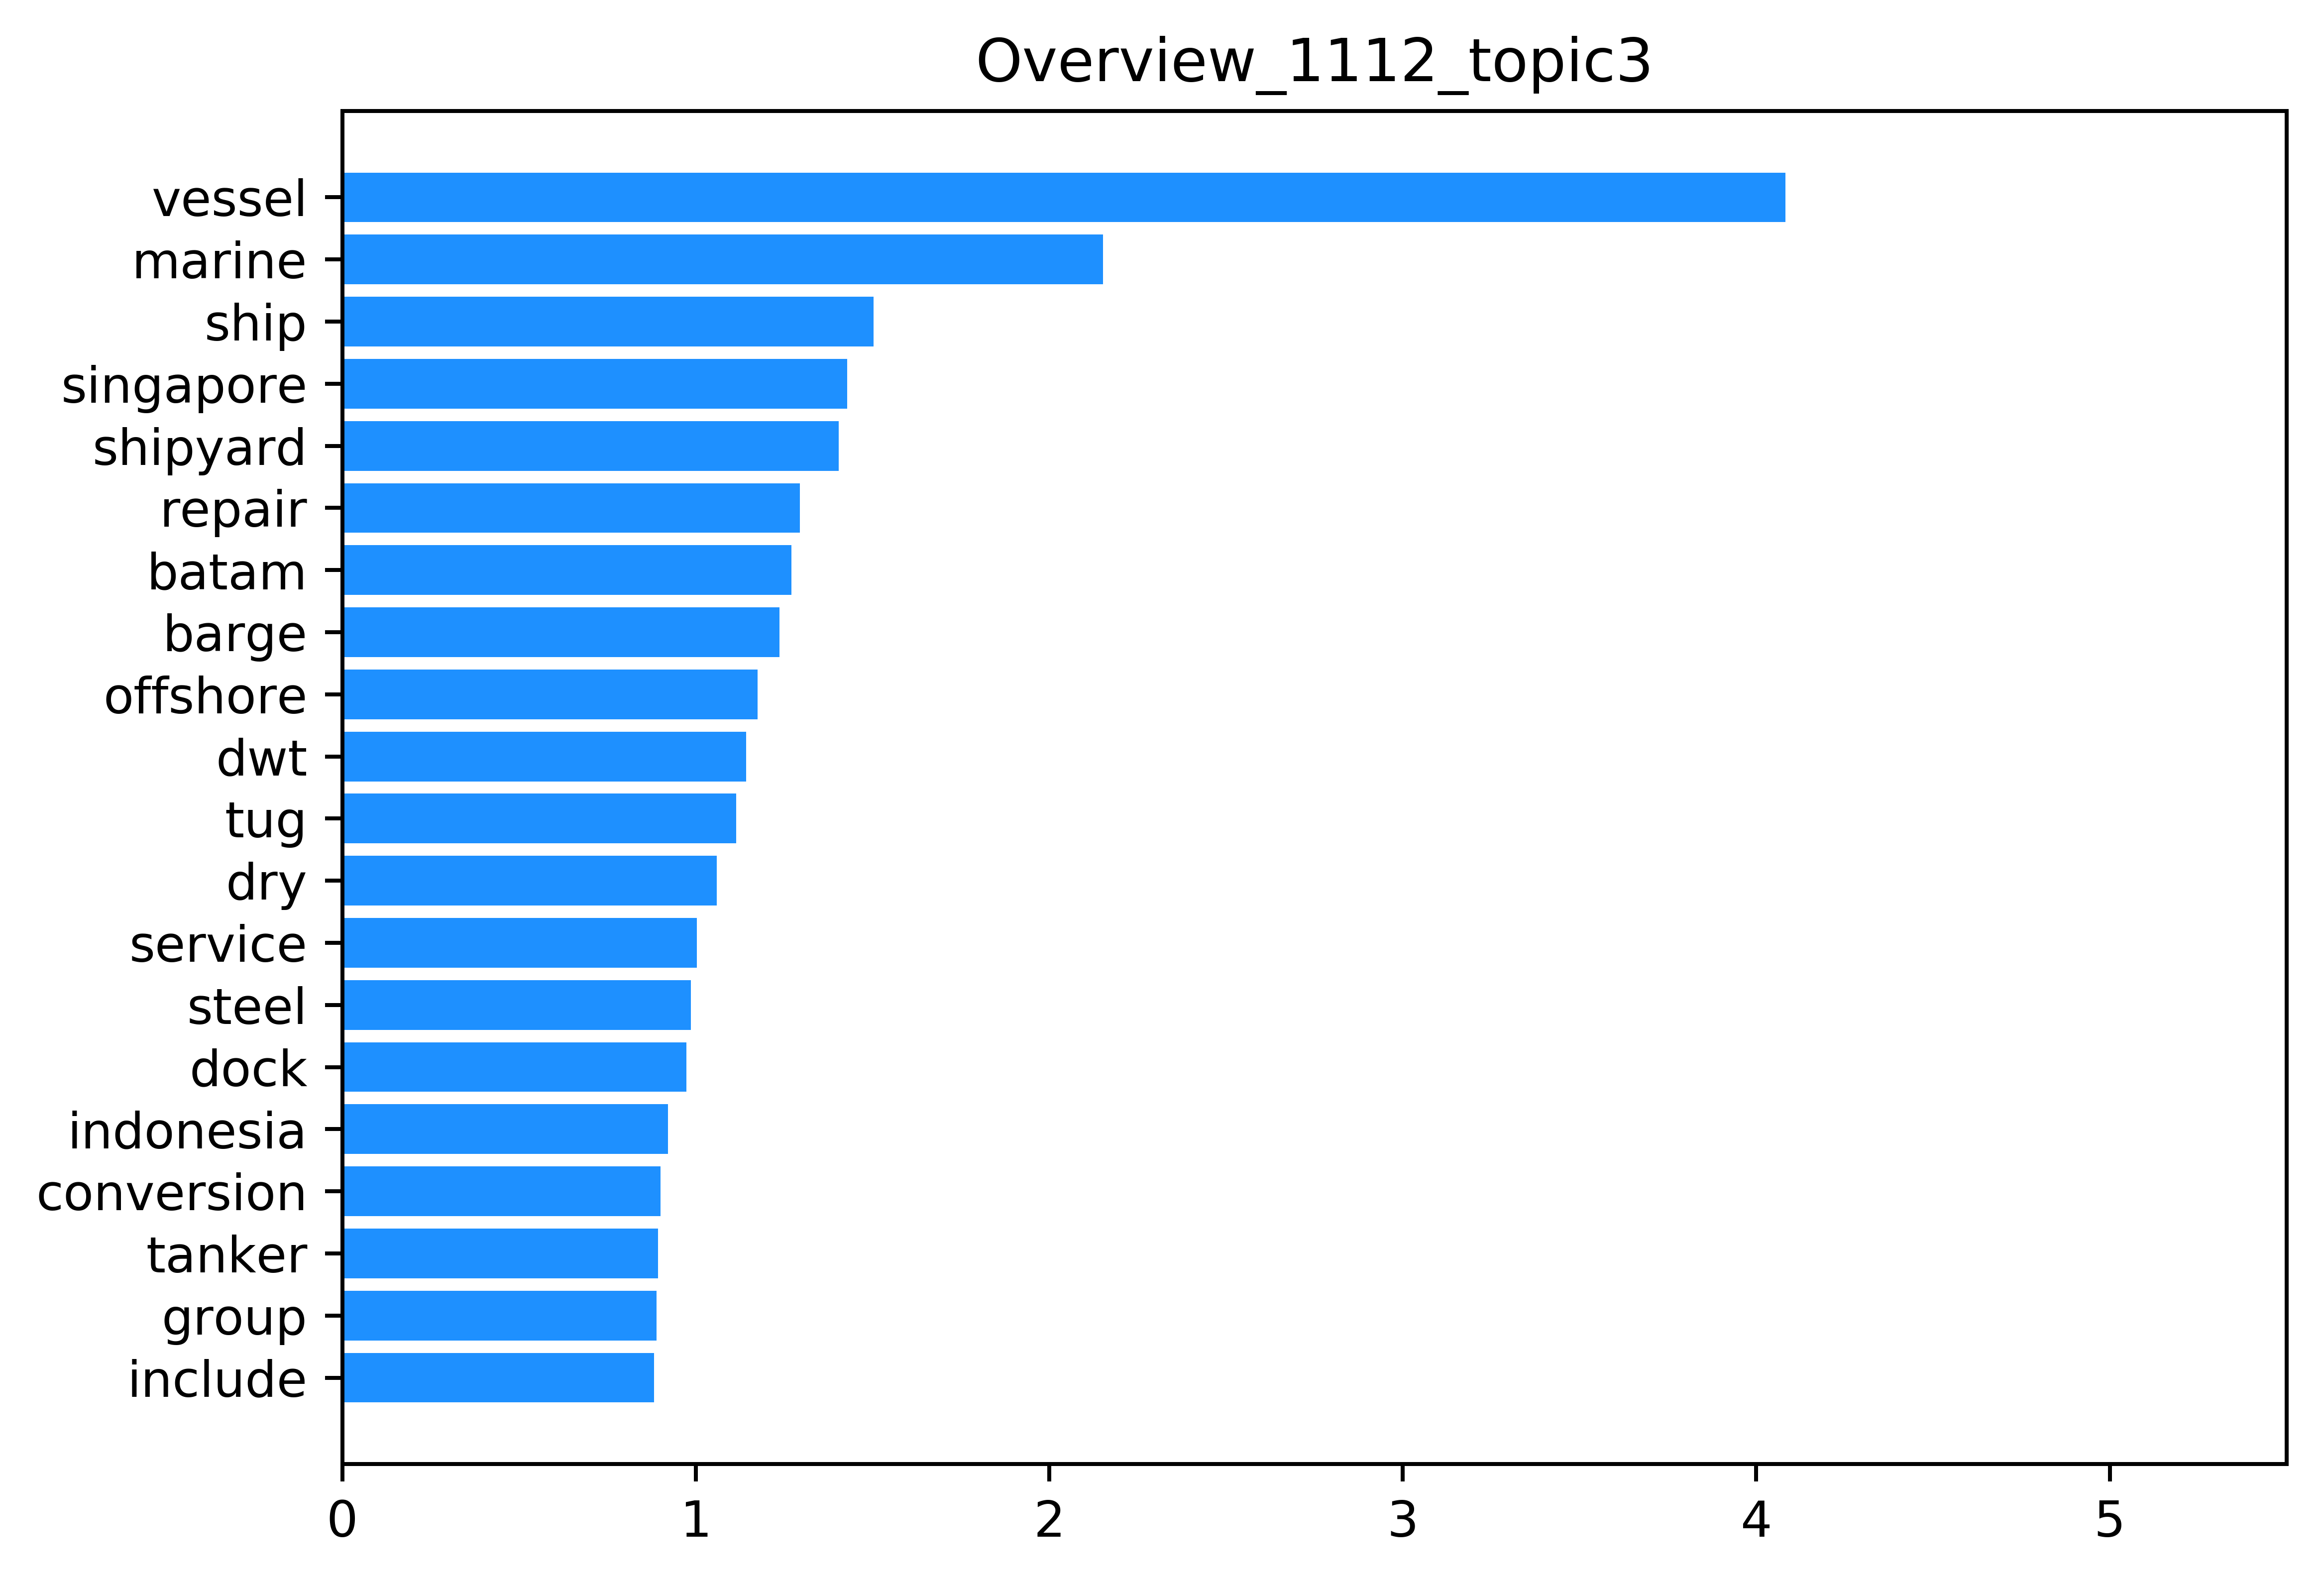 Overview_1112_topic3
vessel
marine
ship
singapore
shipyard
repair
batam
barge
offshore
dwt
tug
dry
service
steel
dock
indonesia
conversion
tanker
group
include
0 1 2 3 4 5